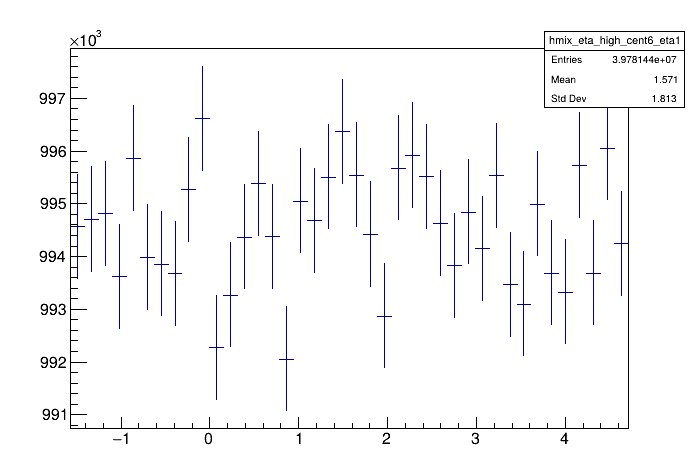 ×10³
hmix_eta_high_cent6_eta1
Entries 3.978144e+07
Mean 1.571
Std Dev 1.813
997
996
995
994
993
992
991
−1 0 1 2 3 4